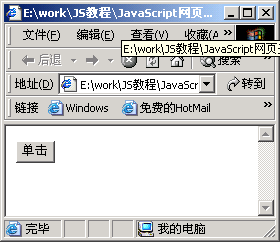 E:\work\JS教程\JavaScript网页...
文件(F) 编辑(E) 查看(V) 收藏(A
E:\work\JS教程\JavaScript网页
后退 搜索
地址(D) E:\work\JS教程\JavaScr 转到
链接 Windows 免费的HotMail
单击
完毕 我的电脑